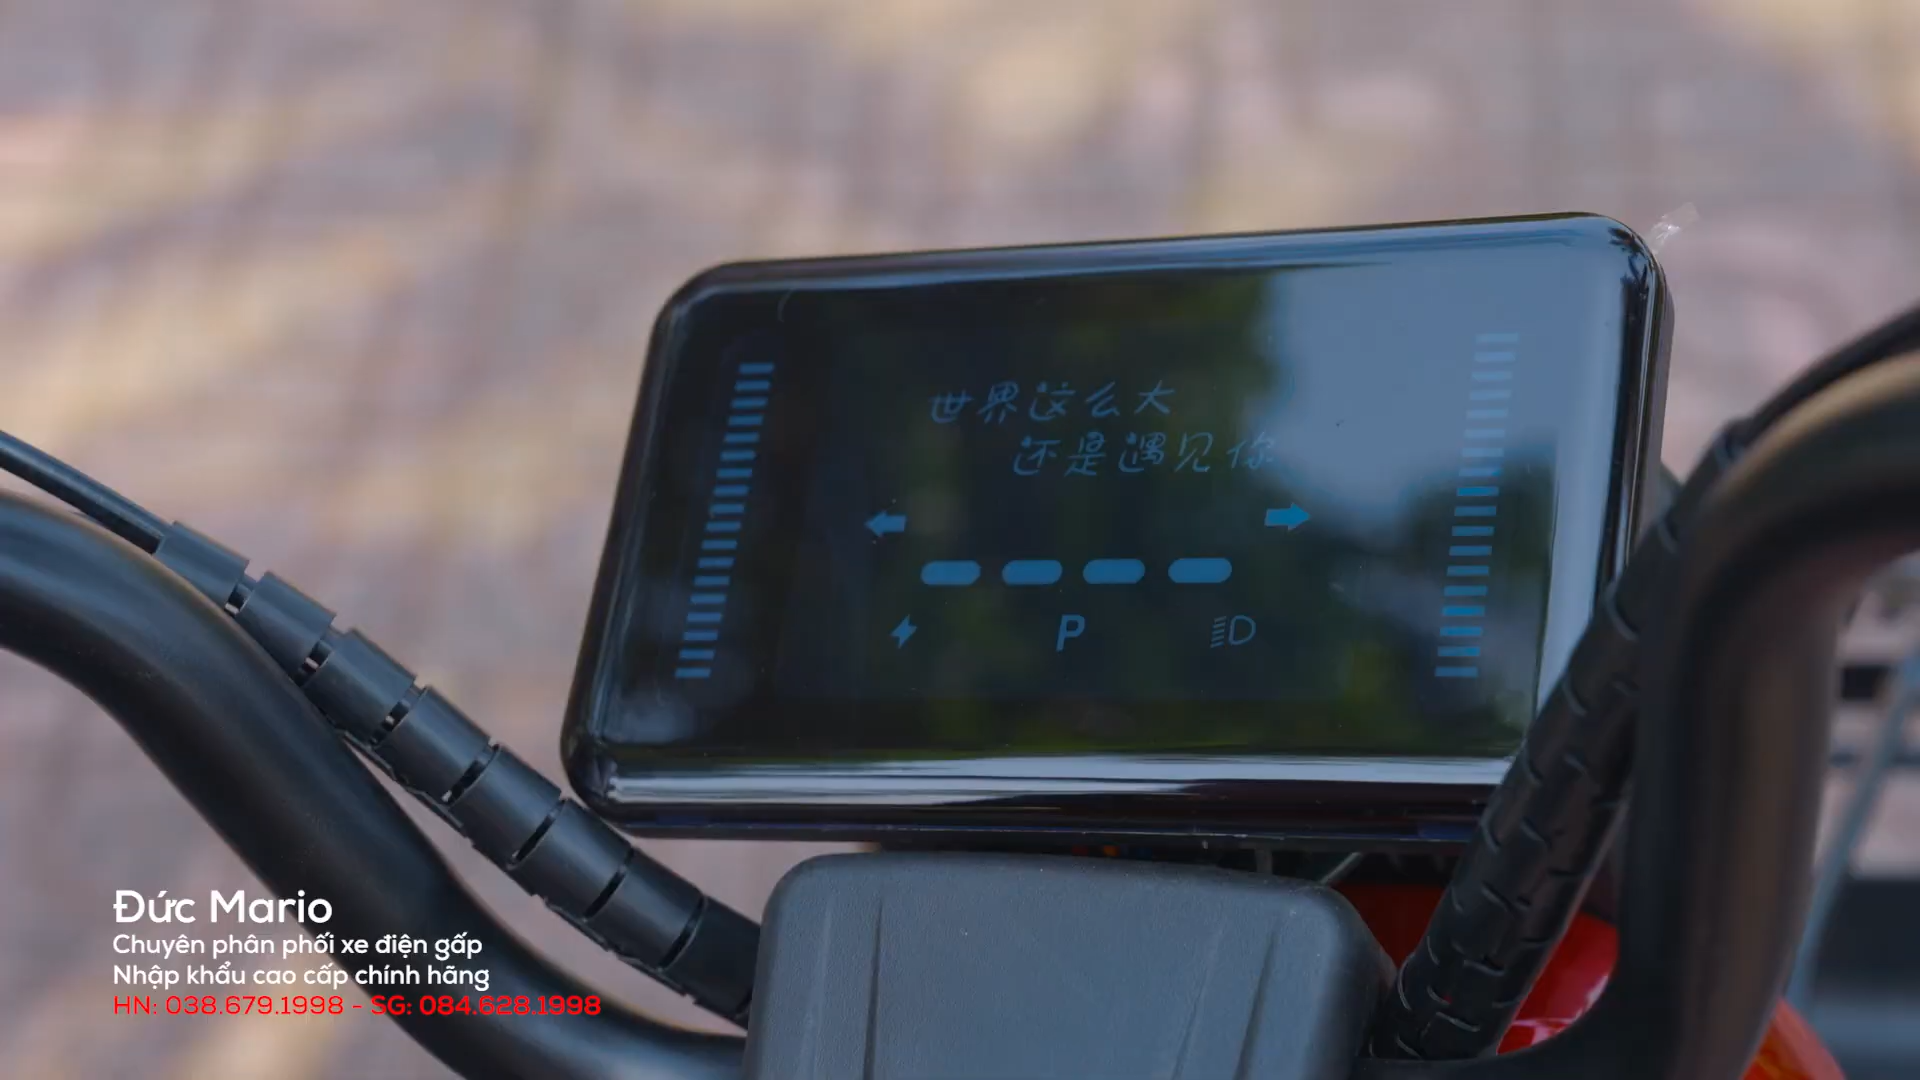 世界这么大
还是遇见你
P
Đức Mario
Chuyên phân phối xe điện gấp
Nhập khẩu cao cấp chính hãng
HN: 038.679.1998 - SG: 084.628.1998